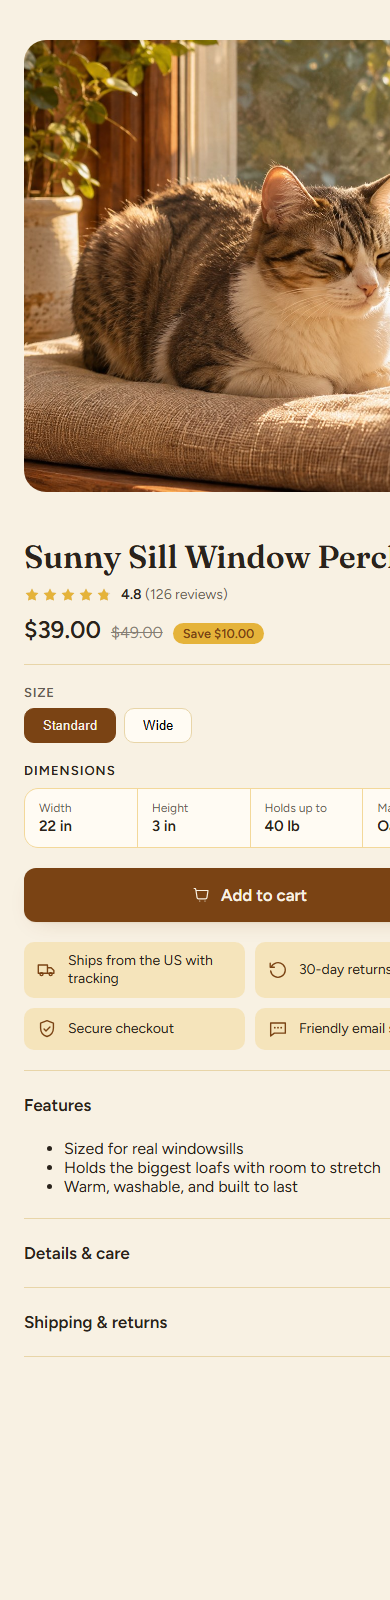 Sunny Sill Window Perc
4.8 (126 reviews)
$39.00 $49.00 Save $10.00
SIZE
Standard Wide
DIMENSIONS
Width Height Holds up to Ma
22 in 3 in 40 lb O
Add to cart
Ships from the US with
tracking
30-day returns
Secure checkout Friendly email
Features
• Sized for real windowsills
• Holds the biggest loafs with room to stretch
• Warm, washable, and built to last
Details & care
Shipping & returns